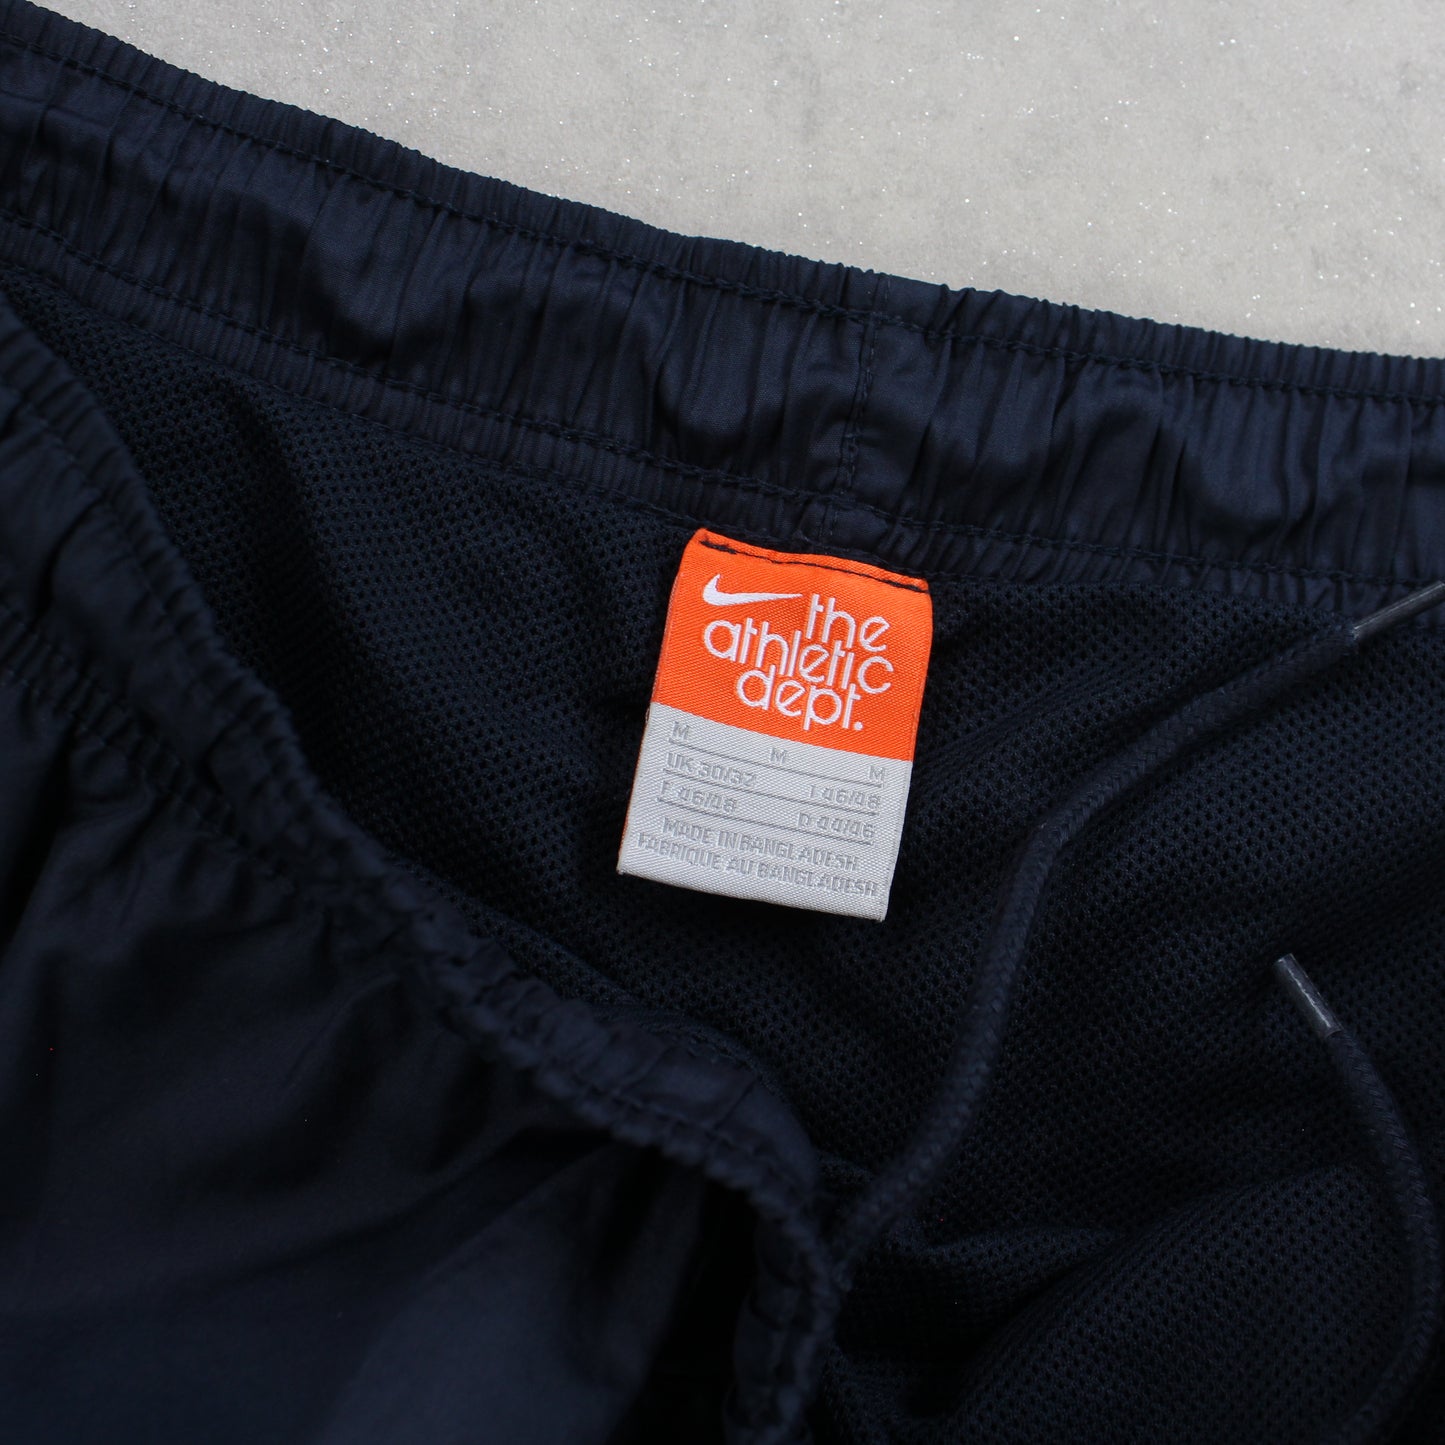 the
athletic
dept.
M M M
UK 30/32 I 46/48
F 46/48 D 44/46
MADE IN BANGLADESH
FABRIQUE AU BANGLADESH